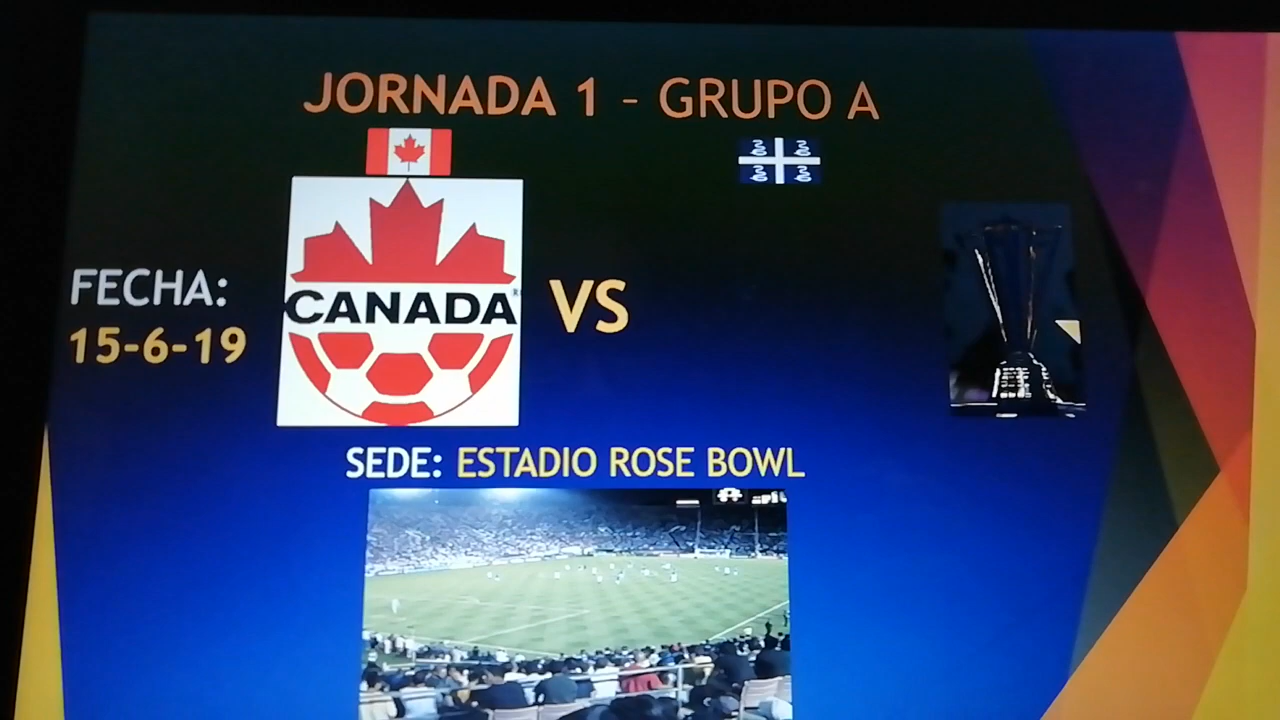 JORNADA 1 - GRUPO A
FECHA:
15-6-19
CANADA
VS
SEDE: ESTADIO ROSE BOWL